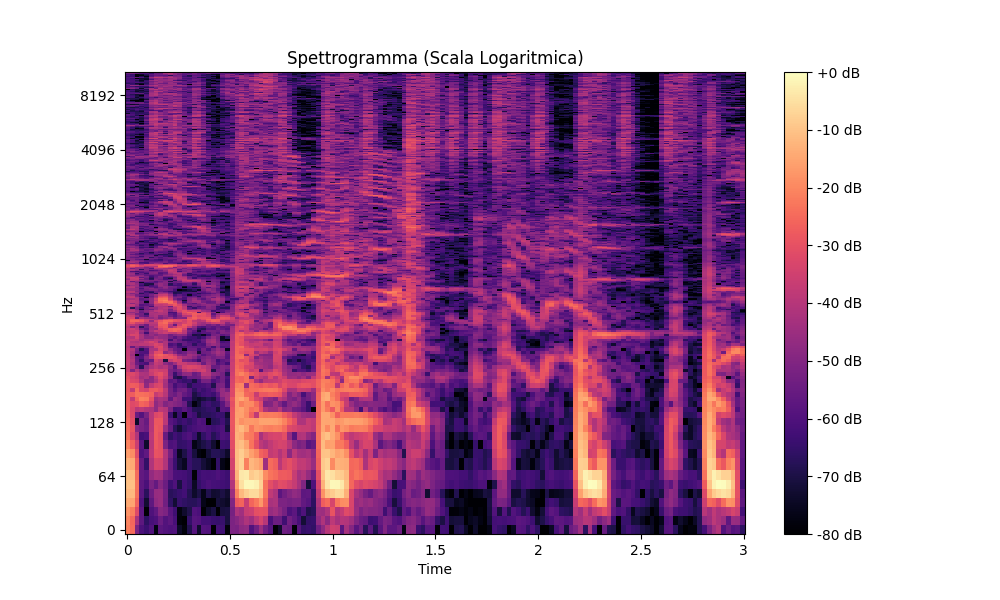 Spettrogramma (Scala Logaritmica)
Hz
8192
4096
2048
1024
512
256
128
64
0
0
0.5
1
1.5
2
2.5
3
Time
+0 dB
-10 dB
-20 dB
-30 dB
-40 dB
-50 dB
-60 dB
-70 dB
-80 dB